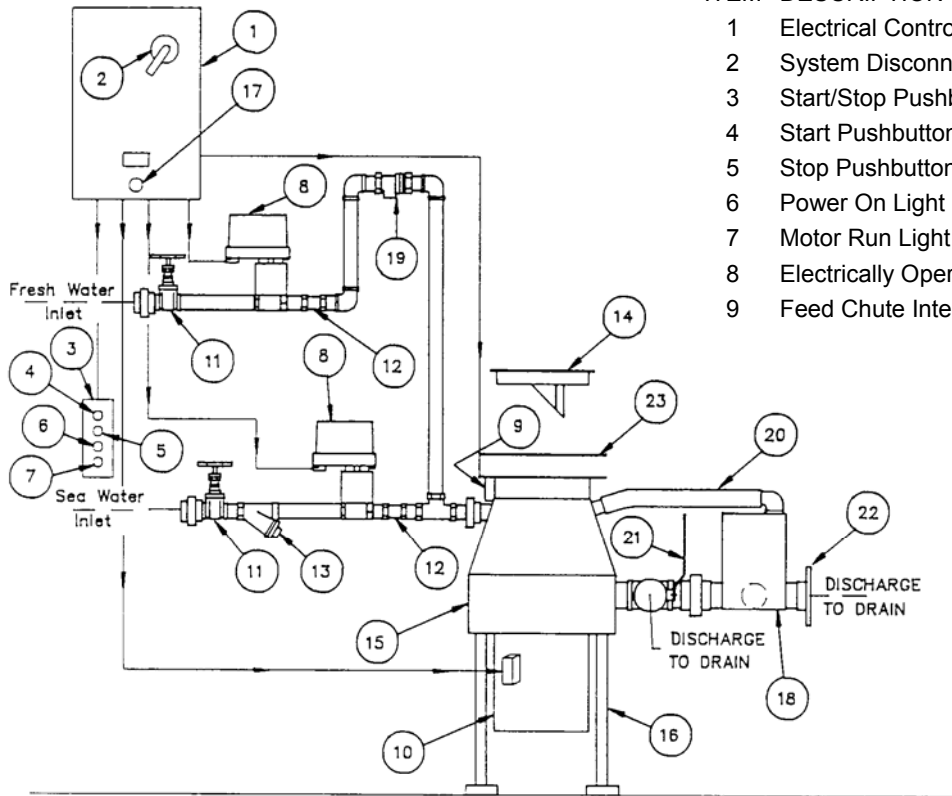 ITEM DESCRIPTION
1 Electrical Contro
2 System Disconn
3 Start/Stop Pushb
4 Start Pushbutton
5 Stop Pushbutton
6 Power On Light
7 Motor Run Light
8 Electrically Oper
9 Feed Chute Inte
1
2
17
8
19
Fresh Water
Inlet
11
12
14
3
8
23
4
9
20
6
5
7
Sea Water
Inlet
21
22
11
13
12
DISCHARGE
TO DRAIN
15
DISCHARGE
TO DRAIN
18
10
16